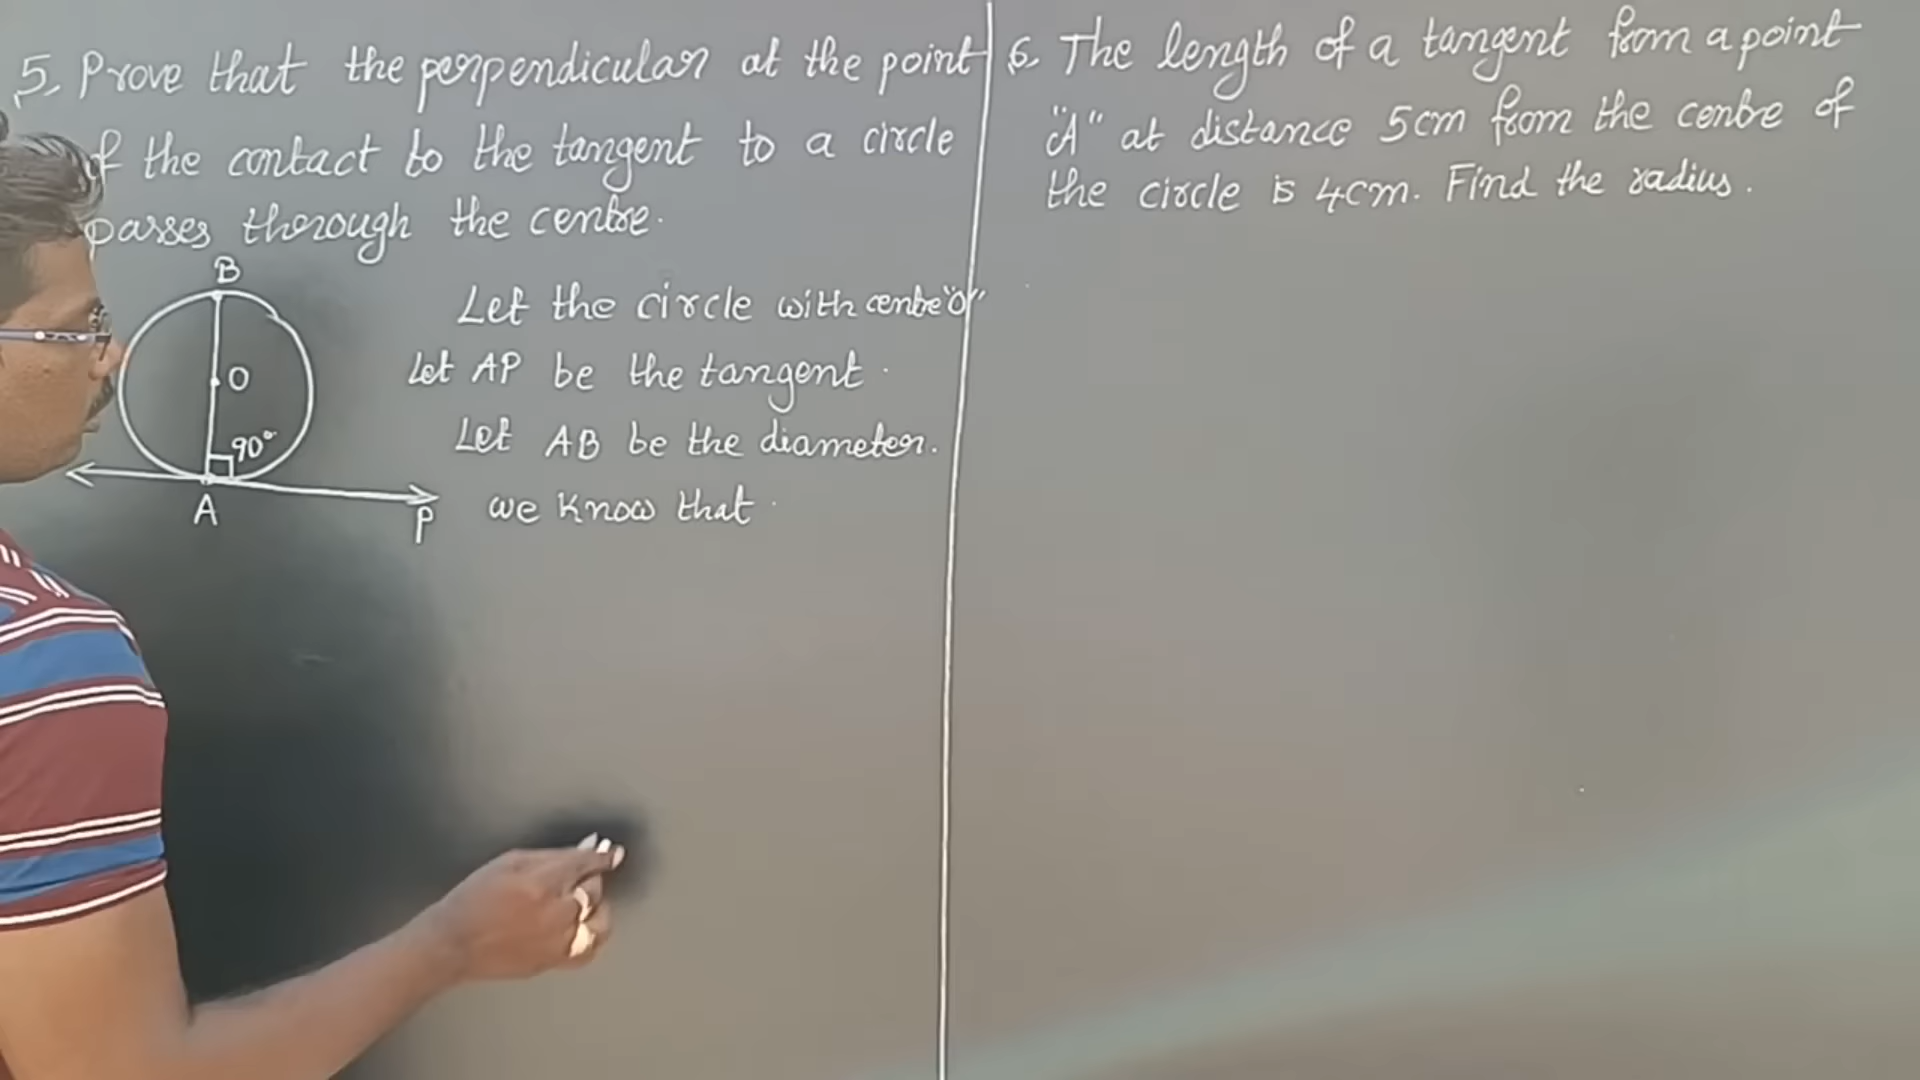 5. Prove that the perpendicular at the point
of the contact to the tangent to a circle
passes thorough the centre.
B
O
90°
A
P
Let the circle with centre "O"
Let AP be the tangent.
Let AB be the diameter.
we know that
6. The length of a tangent from a point
"A" at distance 5cm from the centre of
the circle is 4cm. Find the radius.